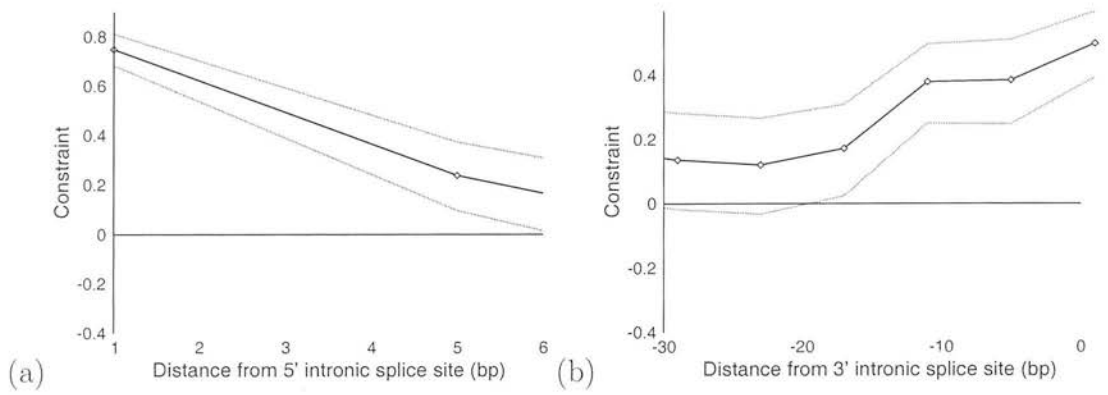 0.8
0.6
0.4
0.2
0
-0.2
-0.4
Constraint
1 2 3 4 5 6
Distance from 5' intronic splice site (bp)
(a)
0.4
0.2
0
-0.2
-0.4
Constraint
-30 -20 -10 0
Distance from 3' intronic splice site (bp)
(b)